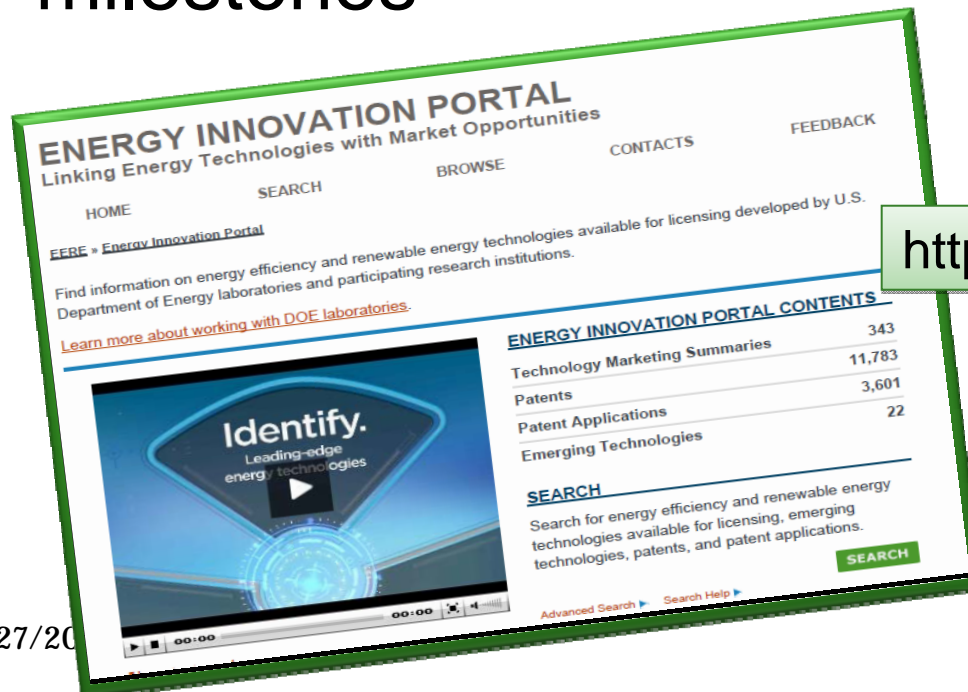 milestones
ENERGY INNOVATION PORTAL
Linking Energy Technologies with Market Opportunities
HOME SEARCH BROWSE CONTACTS FEEDBACK
EERE » Energy Innovation Portal
Find information on energy efficiency and renewable energy technologies available for licensing developed by U.S.
Department of Energy laboratories and participating research institutions.
Learn more about working with DOE laboratories.
http
Identify.
Leading-edge
energy technologies
00:00 00:00
ENERGY INNOVATION PORTAL CONTENTS
Technology Marketing Summaries 343
Patents 11,783
Patent Applications 3,601
Emerging Technologies 22
SEARCH
Search for energy efficiency and renewable energy
technologies available for licensing, emerging
technologies, patents, and patent applications.
SEARCH
Advanced Search Search Help
27/20